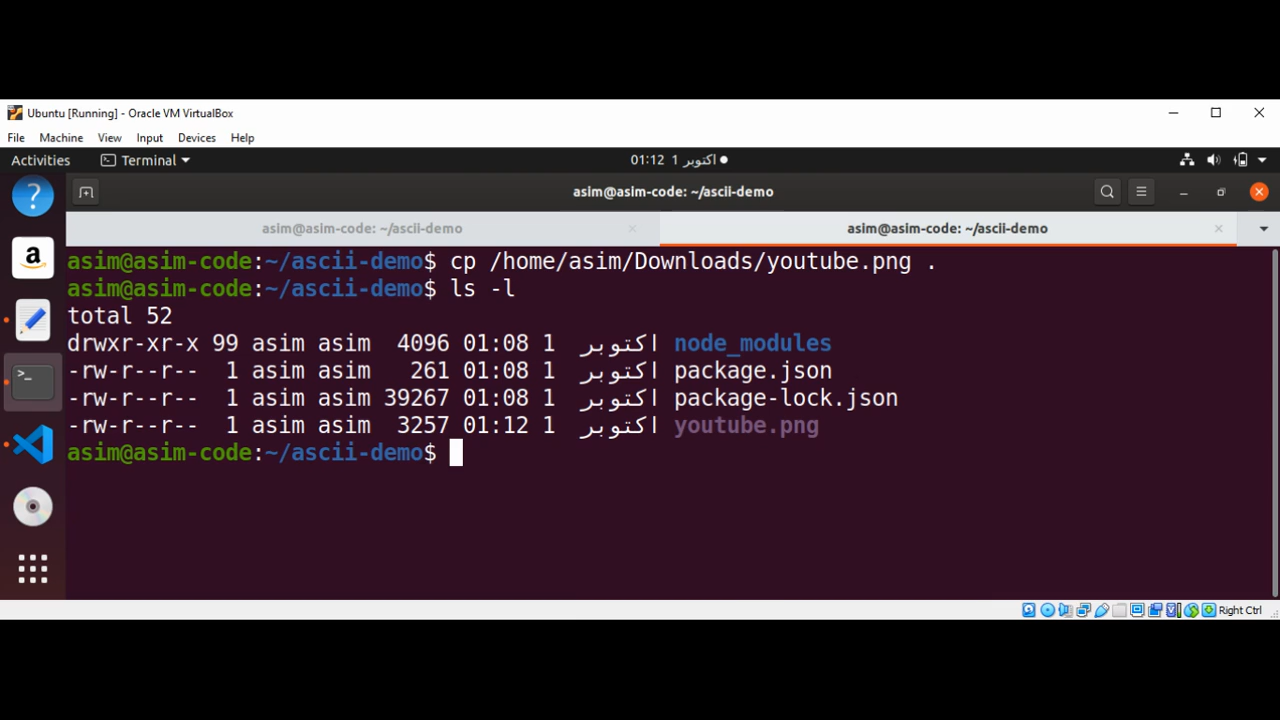 Ubuntu [Running] - Oracle VM VirtualBox
File Machine View Input Devices Help
Activities Terminal 01:12 1 اکتوبر
asim@asim-code: ~/ascii-demo
asim@asim-code: ~/ascii-demo asim@asim-code: ~/ascii-demo
asim@asim-code:~/ascii-demo$ cp /home/asim/Downloads/youtube.png .
asim@asim-code:~/ascii-demo$ ls -l
total 52
drwxr-xr-x 99 asim asim 4096 01:08 1 اکتوبر node_modules
-rw-r--r-- 1 asim asim 261 01:08 1 اکتوبر package.json
-rw-r--r-- 1 asim asim 39267 01:08 1 اکتوبر package-lock.json
-rw-r--r-- 1 asim asim 3257 01:12 1 اکتوبر youtube.png
asim@asim-code:~/ascii-demo$
Right Ctrl